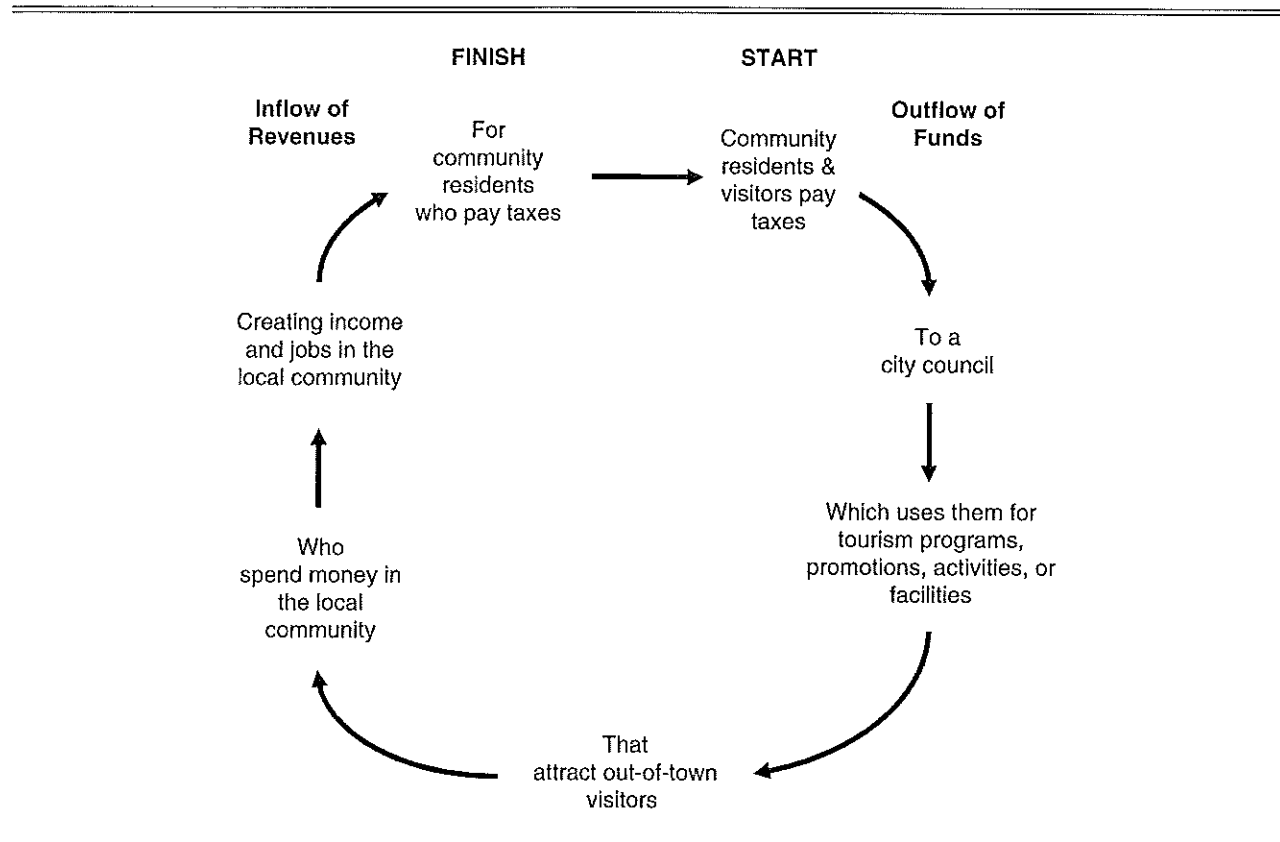 FINISH
START
Inflow of
Revenues
Outflow of
Funds
For
community
residents
who pay taxes
Community
residents &
visitors pay
taxes
To a
city council
Which uses them for
tourism programs,
promotions, activities, or
facilities
That
attract out-of-town
visitors
Who
spend money in
the local
community
Creating income
and jobs in the
local community